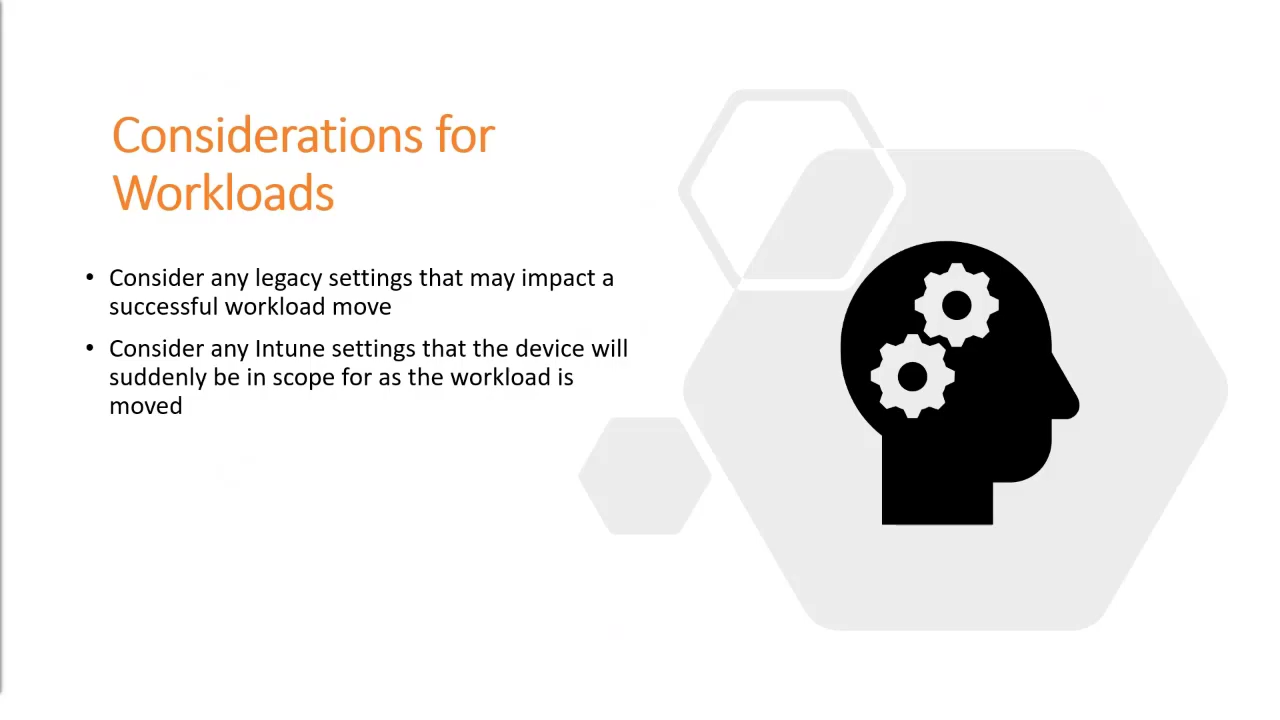 Considerations for
Workloads
• Consider any legacy settings that may impact a
successful workload move
• Consider any Intune settings that the device will
suddenly be in scope for as the workload is
moved